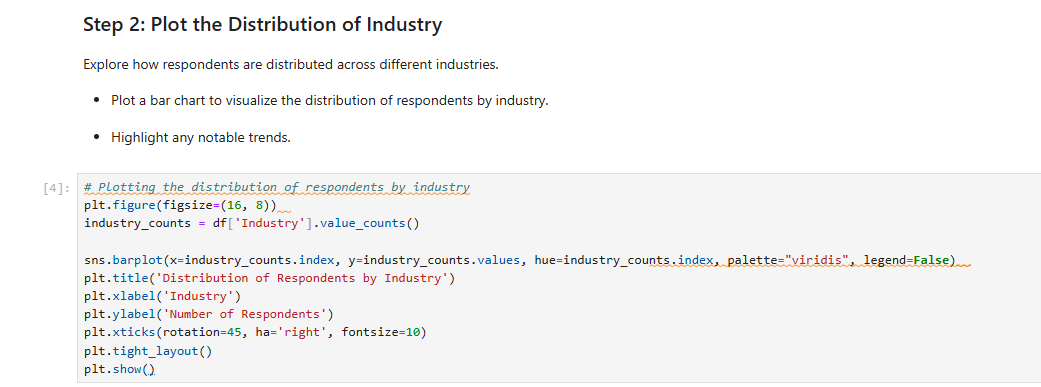 Step 2: Plot the Distribution of Industry
Explore how respondents are distributed across different industries.
• Plot a bar chart to visualize the distribution of respondents by industry.
• Highlight any notable trends.
[4]: # Plotting the distribution of respondents by industry
plt.figure(figsize=(16, 8))
industry_counts = df['Industry'].value_counts()
sns.barplot(x=industry_counts.index, y=industry_counts.values, hue=industry_counts.index, palette="viridis", legend=False)
plt.title('Distribution of Respondents by Industry')
plt.xlabel('Industry')
plt.ylabel('Number of Respondents')
plt.xticks(rotation=45, ha='right', fontsize=10)
plt.tight_layout()
plt.show()